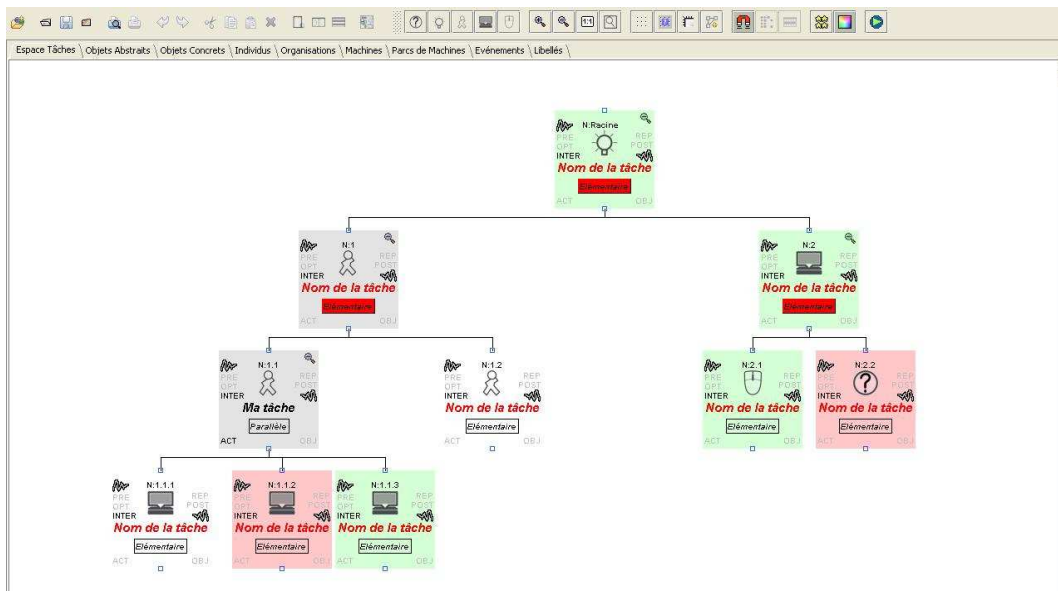 Espace Tâches \ Objets Abstraits \ Objets Concrets \ Individus \ Organisations \ Machines \ Parcs de Machines \ Evénements \ Libellés \
1:1
N:Racine
PRE REP
OPT POST
INTER
Nom de la tâche
Elémentaire
ACT OBJ
N:1
PRE REP
OPT POST
INTER
Nom de la tâche
Elémentaire
ACT OBJ
N:2
PRE REP
OPT POST
INTER
Nom de la tâche
Elémentaire
ACT OBJ
N:1.1
PRE REP
OPT POST
INTER
Ma tâche
Parallèle
ACT OBJ
N:1.2
PRE REP
OPT POST
INTER
Nom de la tâche
Elémentaire
ACT OBJ
N:2.1
PRE REP
OPT POST
INTER
Nom de la tâche
Elémentaire
ACT OBJ
N:2.2
PRE REP
OPT POST
INTER
Nom de la tâche
Elémentaire
ACT OBJ
N:1.1.1
PRE REP
OPT POST
INTER
Nom de la tâche
Elémentaire
ACT OBJ
N:1.1.2
PRE REP
OPT POST
INTER
Nom de la tâche
Elémentaire
ACT OBJ
N:1.1.3
PRE REP
OPT POST
INTER
Nom de la tâche
Elémentaire
ACT OBJ